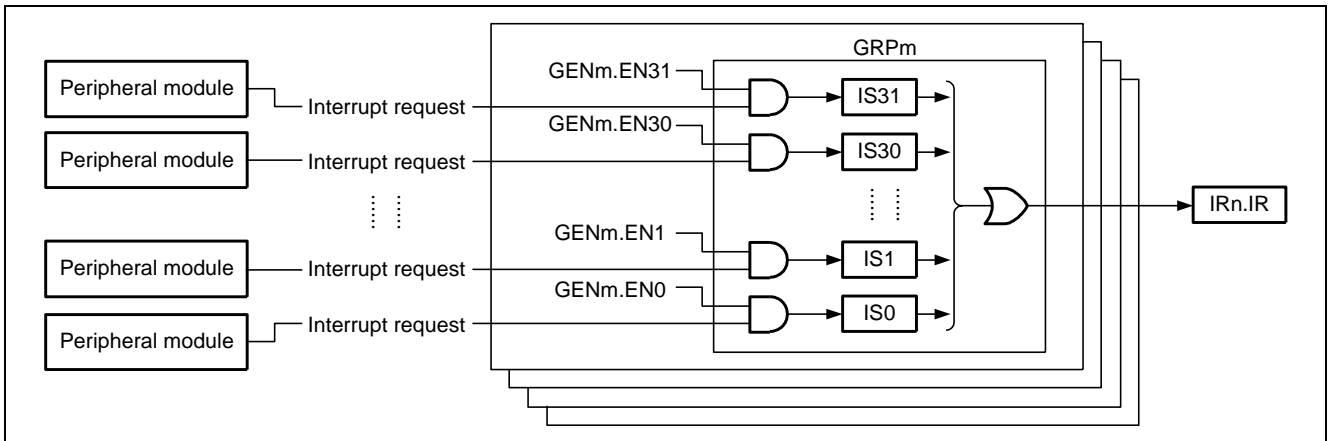 GRPm
GENm.EN31
Peripheral module
Interrupt request
IS31
GENm.EN30
Peripheral module
Interrupt request
IS30
IRn.IR
GENm.EN1
Peripheral module
Interrupt request
IS1
GENm.EN0
Peripheral module
Interrupt request
IS0